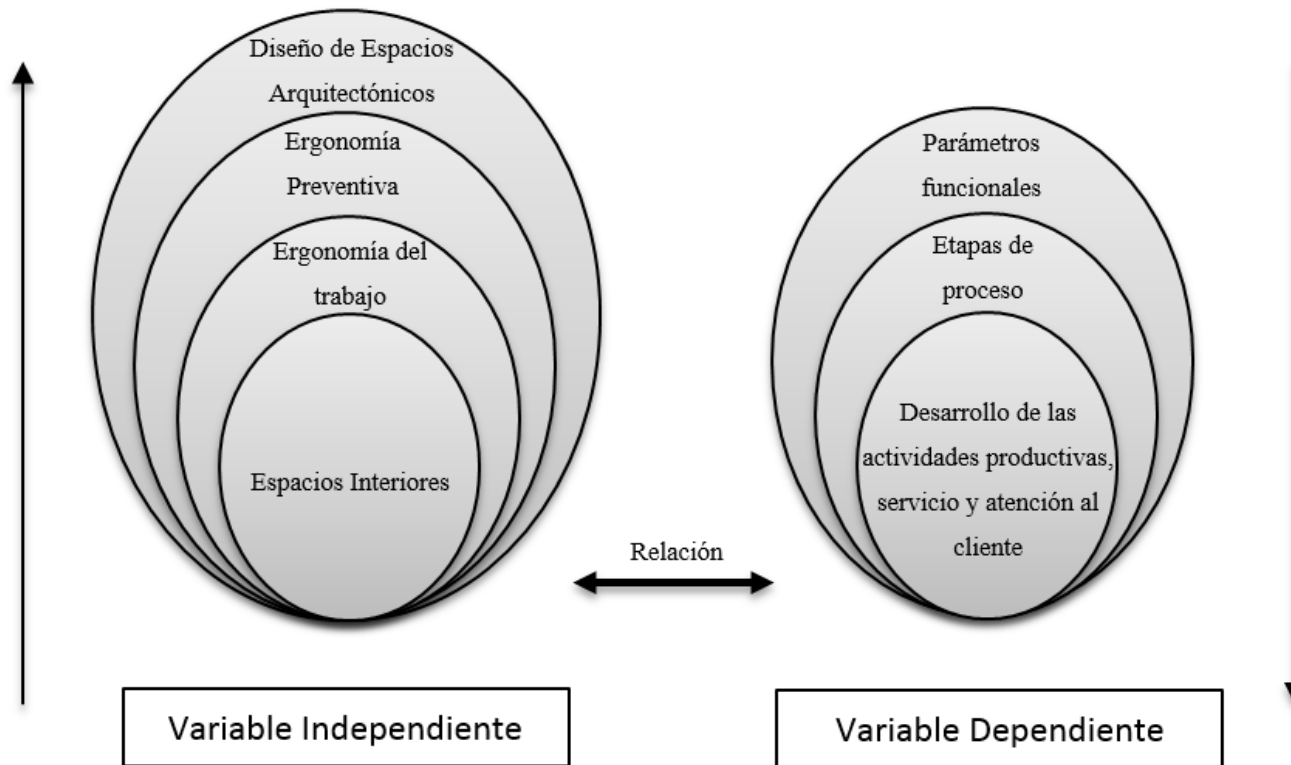 Diseño de Espacios
Arquitectónicos
Ergonomía
Preventiva
Ergonomía del
trabajo
Espacios Interiores
Relación
Parámetros
funcionales
Etapas de
proceso
Desarrollo de las
actividades productivas,
servicio y atención al
cliente
Variable Independiente
Variable Dependiente